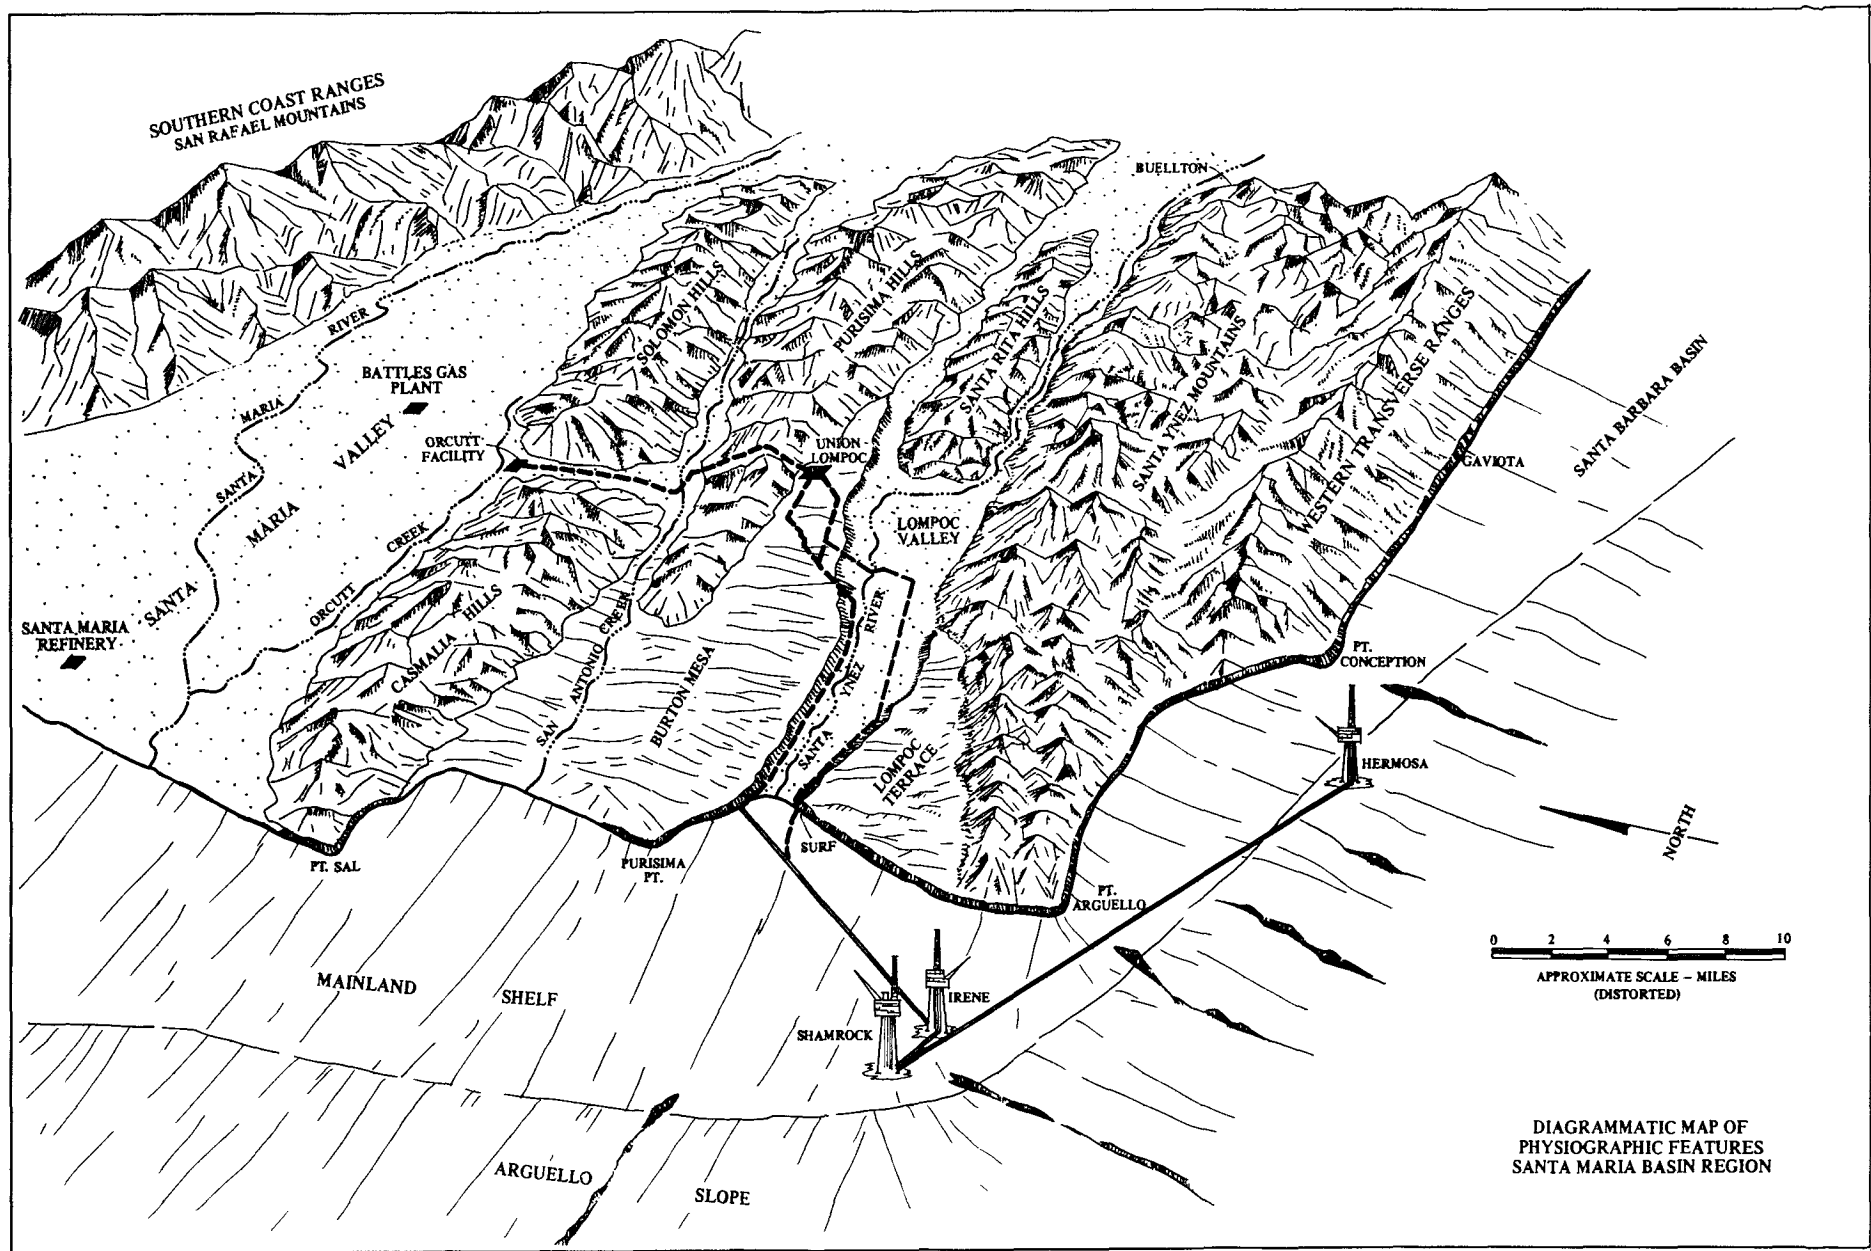 SOUTHERN COAST RANGES
SAN RAFAEL MOUNTAINS
BUELLTON
RIVER
MARIA
SANTA
BATTLES GAS
PLANT
VALLEY
MARIA
SANTA
ORCUTT
FACILITY
SOLOMON HILLS
PURISIMA HILLS
SANTA RITA HILLS
SANTA YNEZ MOUNTAINS
WESTERN TRANSVERSE RANGES
SANTA BARBARA BASIN
GAVIOTA
UNION
LOMPOC
LOMPOC
VALLEY
CREEK
ORCUTT
SANTA MARIA
REFINERY
CASMALIA HILLS
CREEK
ANTONIO
SAN
BURTON MESA
RIVER
YNEZ
SANTA
LOMPOC
TERRACE
PT.
CONCEPTION
HERMOSA
NORTH
PT. SAL
PURISIMA
PT.
SURF
PT.
ARGUELLO
0 2 4 6 8 10
APPROXIMATE SCALE – MILES
(DISTORTED)
MAINLAND SHELF
IRENE
SHAMROCK
ARGUELLO SLOPE
DIAGRAMMATIC MAP OF
PHYSIOGRAPHIC FEATURES
SANTA MARIA BASIN REGION